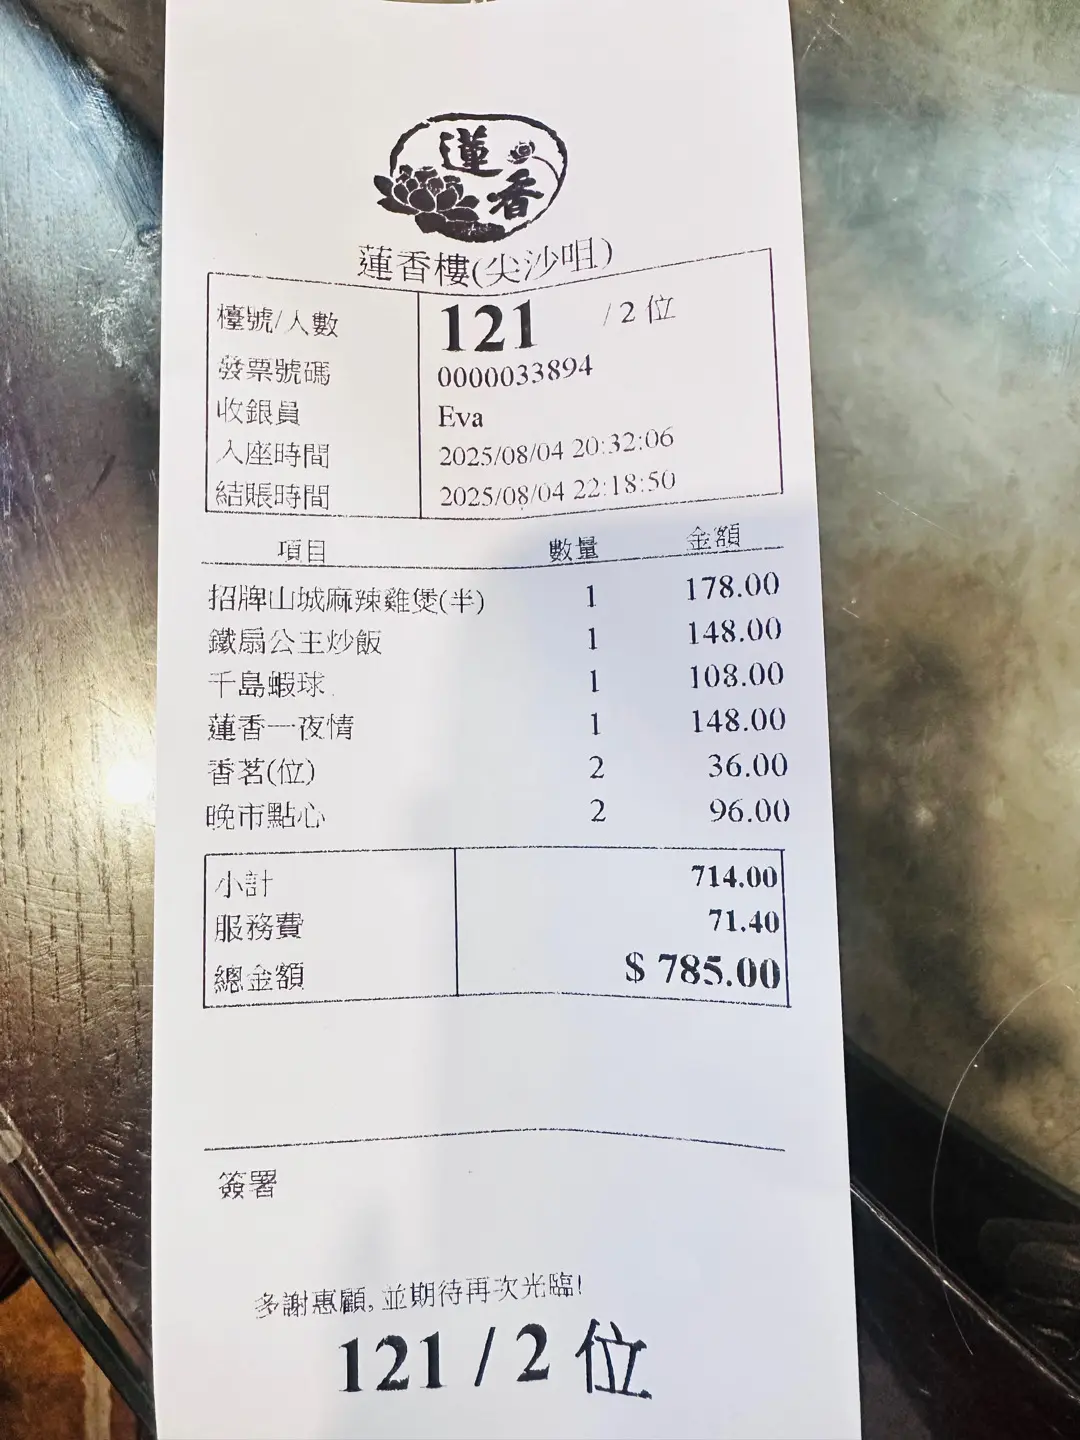 蓮香
蓮香樓(尖沙咀)
檯號/人數 121 /2 位
發票號碼 0000033894
收銀員 Eva
入座時間 2025/08/04 20:32:06
結賬時間 2025/08/04 22:18:50
項目 數量 金額
招牌山城麻辣雞煲(半) 1 178.00
鐵扇公主炒飯 1 148.00
千島蝦球 1 108.00
蓮香一夜情 1 148.00
香茗(位) 2 36.00
晚市點心 2 96.00
小計 714.00
服務費 71.40
總金額 $ 785.00
簽署
多謝惠顧, 並期待再次光臨!
121 / 2 位